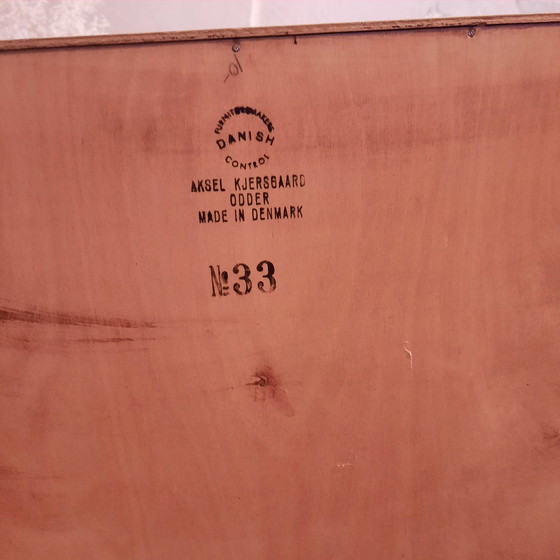 FURNITUREMAKERS
DANISH
CONTROL
AKSEL KJERSGAARD
ODDER
MADE IN DENMARK
№33